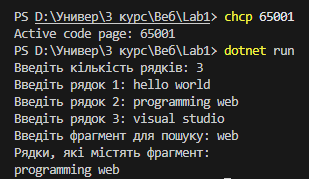 PS D:\Универ\3 курс\Веб\Lab1> chcp 65001
Active code page: 65001
PS D:\Универ\3 курс\Веб\Lab1> dotnet run
Введіть кількість рядків: 3
Введіть рядок 1: hello world
Введіть рядок 2: programming web
Введіть рядок 3: visual studio
Введіть фрагмент для пошуку: web
Рядки, які містять фрагмент:
programming web